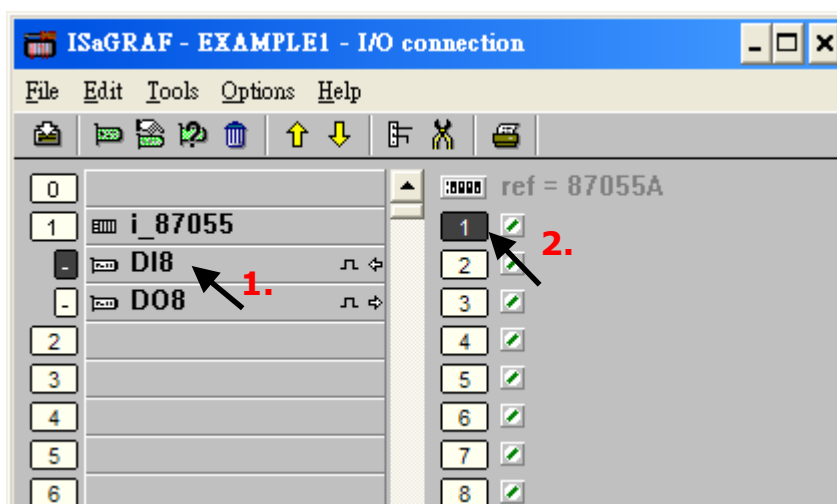 ISaGRAF - EXAMPLE1 - I/O connection
File Edit Tools Options Help
0
ref = 87055A
1 i_87055
1
- DI8
1.
2.
2
- DO8
3
2
4
3
5
4
6
5
7
6
8